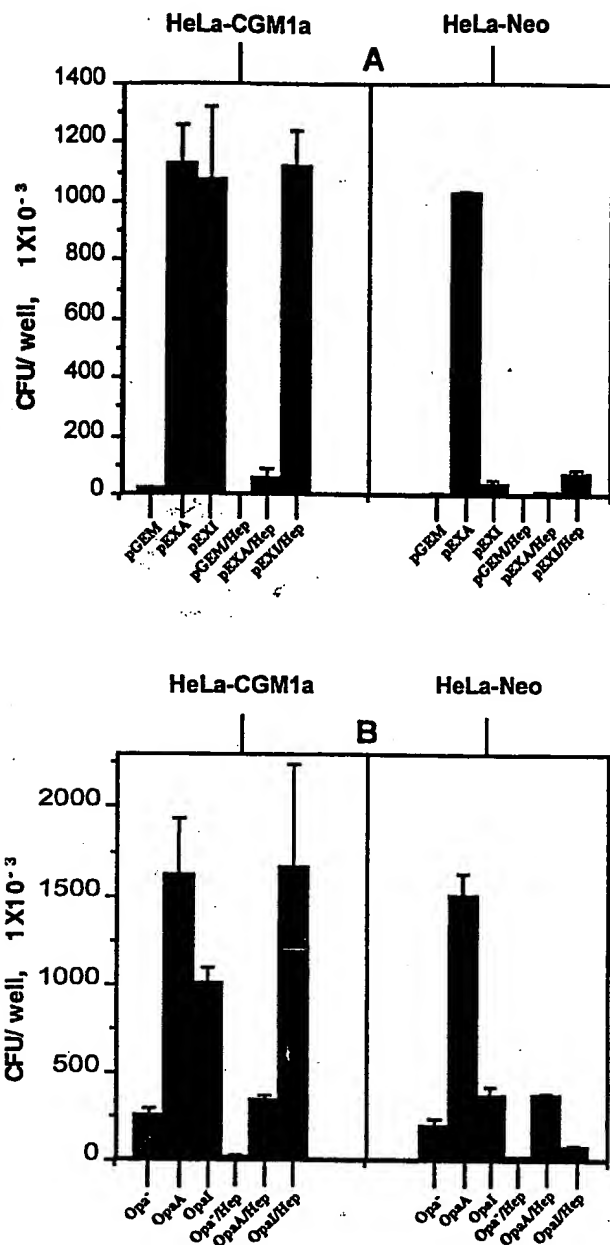 HeLa-CGM1a HeLa-Neo
A
1400
1200
1000
800
600
400
200
0
CFU/ well, 1X10⁻³
pGEM
pEXA
pEXI
pGEM/Hep
pEXA/Hep
pEXI/Hep
pGEM
pEXA
pEXI
pGEM/Hep
pEXA/Hep
pEXI/Hep
HeLa-CGM1a HeLa-Neo
B
2000
1500
1000
500
0
CFU/ well, 1X10⁻³
Opa⁻
OpaA
OpaI
Opa⁻/Hep
OpaA/Hep
OpaI/Hep
Opa⁻
OpaA
OpaI
Opa⁻/Hep
OpaA/Hep
OpaI/Hep